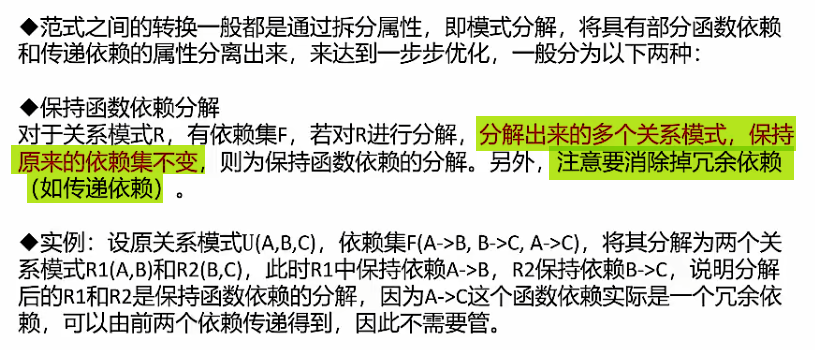 ◆范式之间的转换一般都是通过拆分属性，即模式分解，将具有部分函数依赖
和传递依赖的属性分离出来，来达到一步步优化，一般分为以下两种：
◆保持函数依赖分解
对于关系模式R，有依赖集F，若对R进行分解，分解出来的多个关系模式，保持
原来的依赖集不变，则为保持函数依赖的分解。另外，注意要消除掉冗余依赖
（如传递依赖）。
◆实例：设原关系模式U(A,B,C)，依赖集F(A->B, B->C, A->C)，将其分解为两个关
系模式R1(A,B)和R2(B,C)，此时R1中保持依赖A->B，R2保持依赖B->C，说明分解
后的R1和R2是保持函数依赖的分解，因为A->C这个函数依赖实际是一个冗余依
赖，可以由前两个依赖传递得到，因此不需要管。